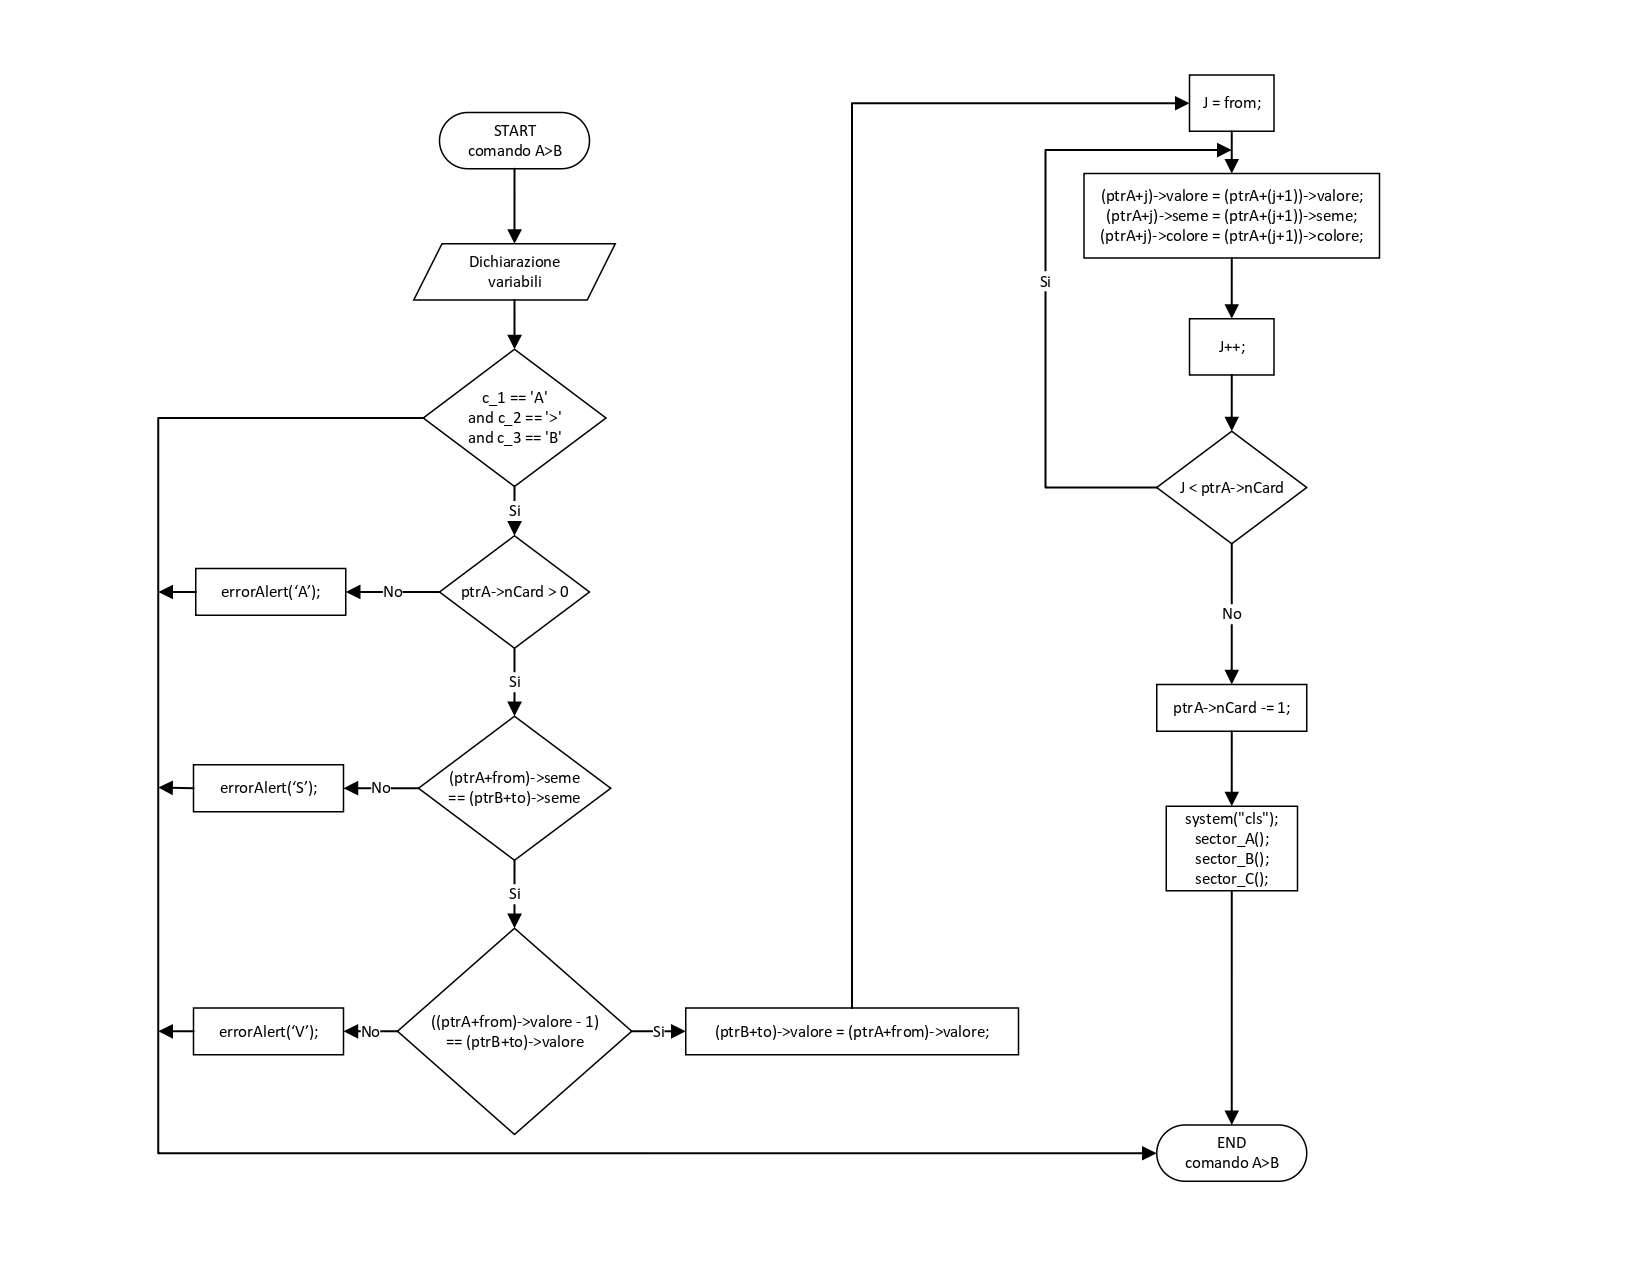 START
comando A>B
Dichiarazione
variabili
c_1 == 'A'
and c_2 == '>'
and c_3 == 'B'
Si
ptrA->nCard > 0
No
errorAlert(‘A’);
Si
(ptrA+from)->seme
== (ptrB+to)->seme
No
errorAlert(‘S’);
Si
((ptrA+from)->valore - 1)
== (ptrB+to)->valore
No
errorAlert(‘V’);
Si
(ptrB+to)->valore = (ptrA+from)->valore;
J = from;
(ptrA+j)->valore = (ptrA+(j+1))->valore;
(ptrA+j)->seme = (ptrA+(j+1))->seme;
(ptrA+j)->colore = (ptrA+(j+1))->colore;
Si
J++;
J < ptrA->nCard
No
ptrA->nCard -= 1;
system("cls");
sector_A();
sector_B();
sector_C();
END
comando A>B